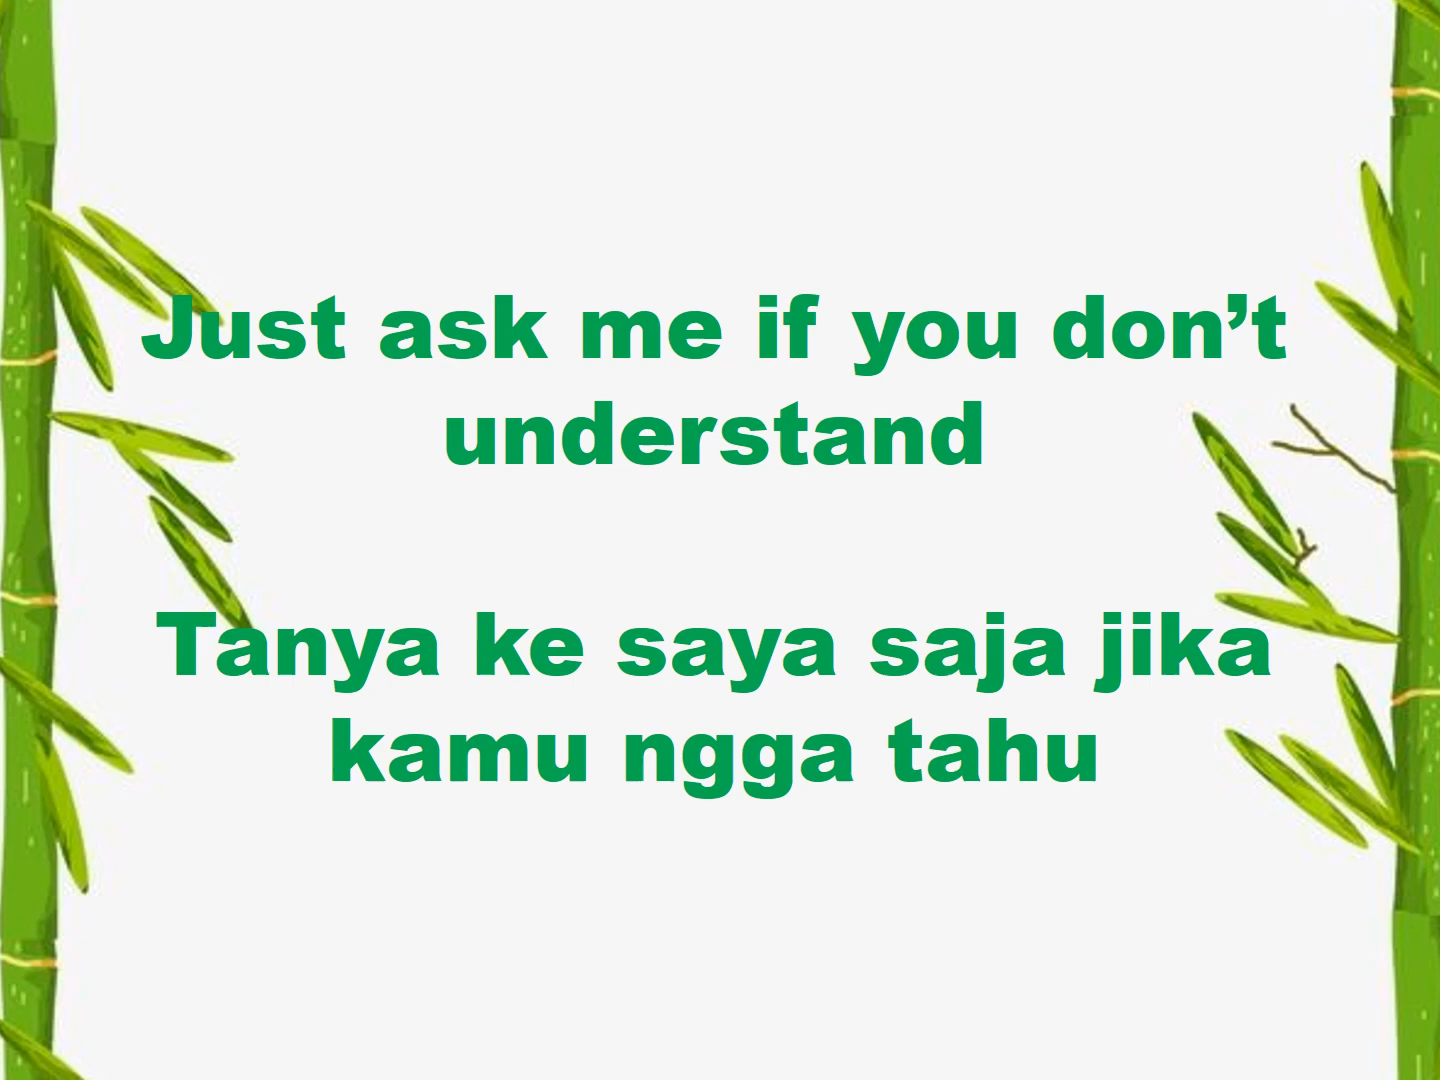 Just ask me if you don’t
understand
Tanya ke saya saja jika
kamu ngga tahu